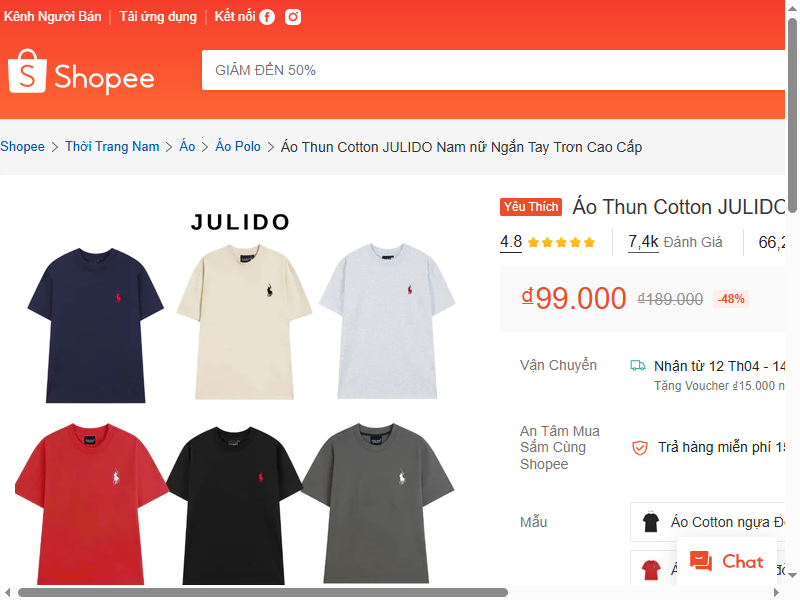 Kênh Người Bán
Tải ứng dụng
Kết nối
Shopee
GIẢM ĐẾN 50%
Shopee > Thời Trang Nam > Áo > Áo Polo > Áo Thun Cotton JULIDO Nam nữ Ngắn Tay Trơn Cao Cấp
JULIDO
Yêu Thích Áo Thun Cotton JULIDO
4.8 7,4k Đánh Giá 66,2
₫99.000 ₫189.000 -48%
Vận Chuyển
Nhận từ 12 Th04 - 14
Tặng Voucher ₫15.000
An Tâm Mua
Sắm Cùng
Shopee
Trả hàng miễn phí 15
Mẫu
Áo Cotton ngựa
Chat